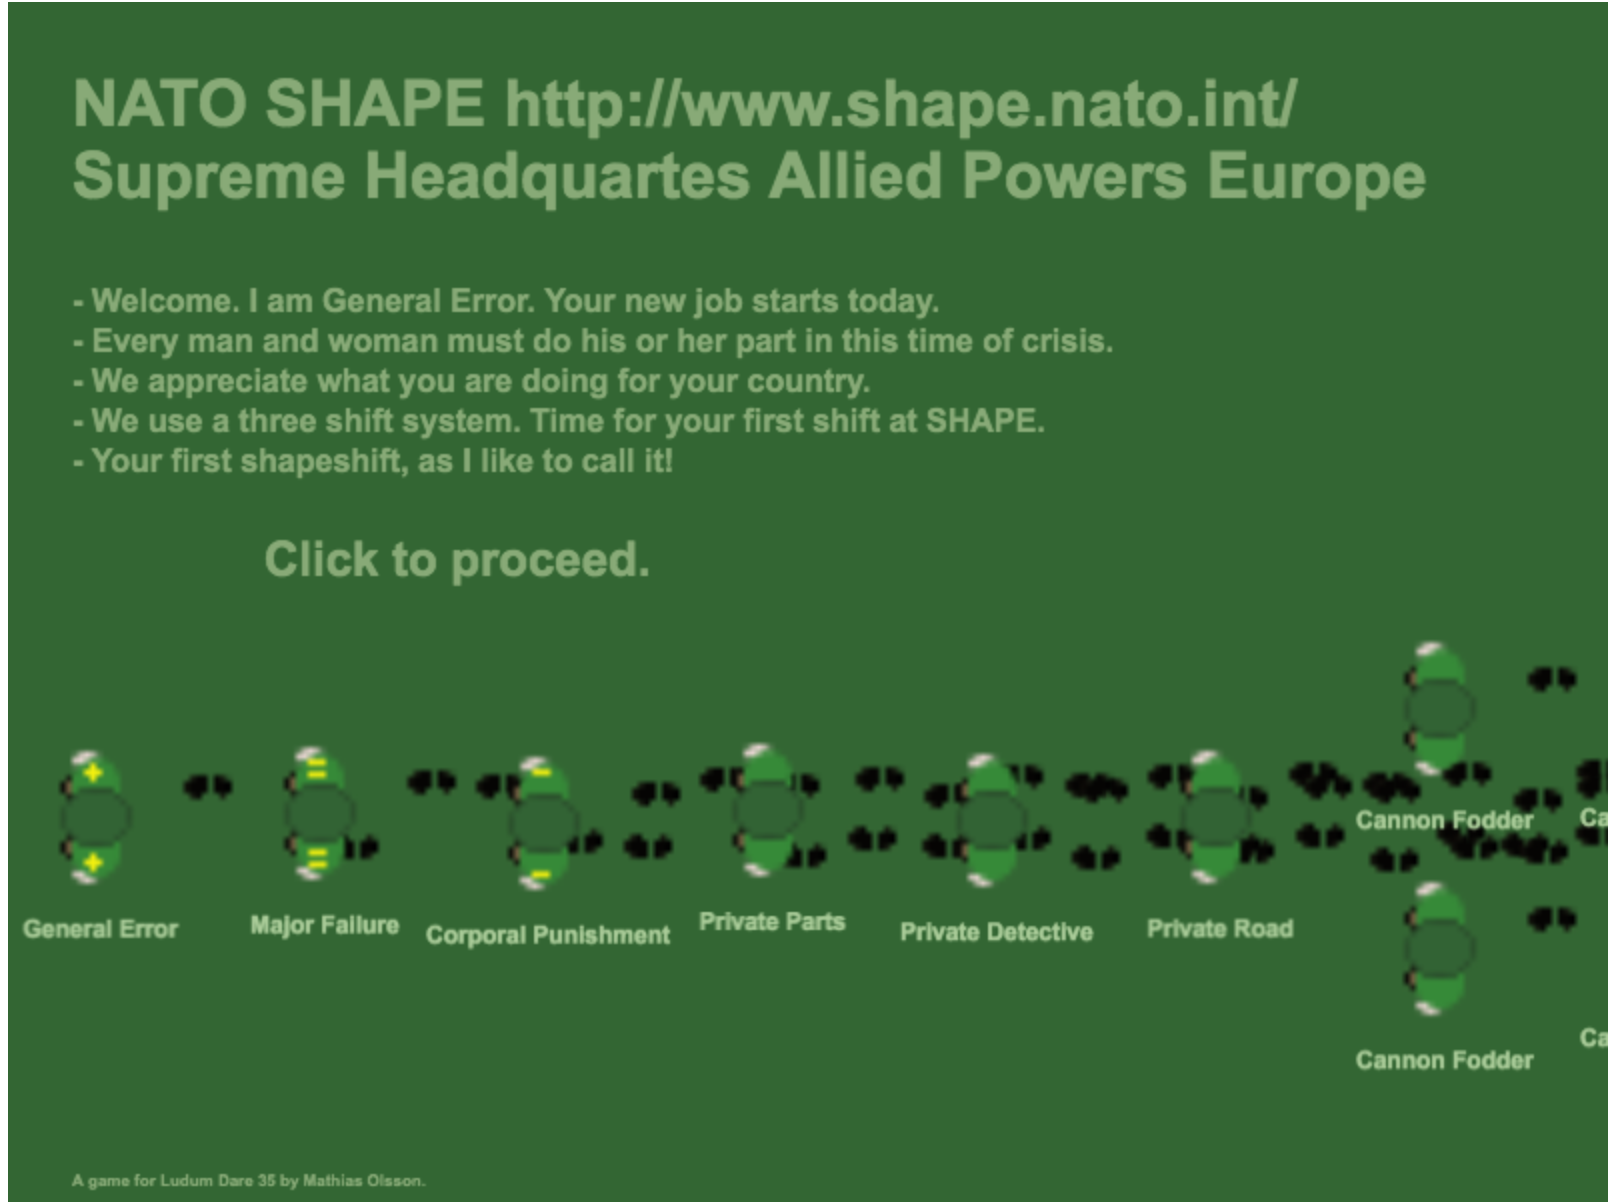 NATO SHAPE http://www.shape.nato.int/
Supreme Headquartes Allied Powers Europe
- Welcome. I am General Error. Your new job starts today.
- Every man and woman must do his or her part in this time of crisis.
- We appreciate what you are doing for your country.
- We use a three shift system. Time for your first shift at SHAPE.
- Your first shapeshift, as I like to call it!
Click to proceed.
Cannon Fodder
Ca
General Error
Major Failure
Corporal Punishment
Private Parts
Private Detective
Private Road
Cannon Fodder
Ca
A game for Ludum Dare 35 by Mathias Olsson.